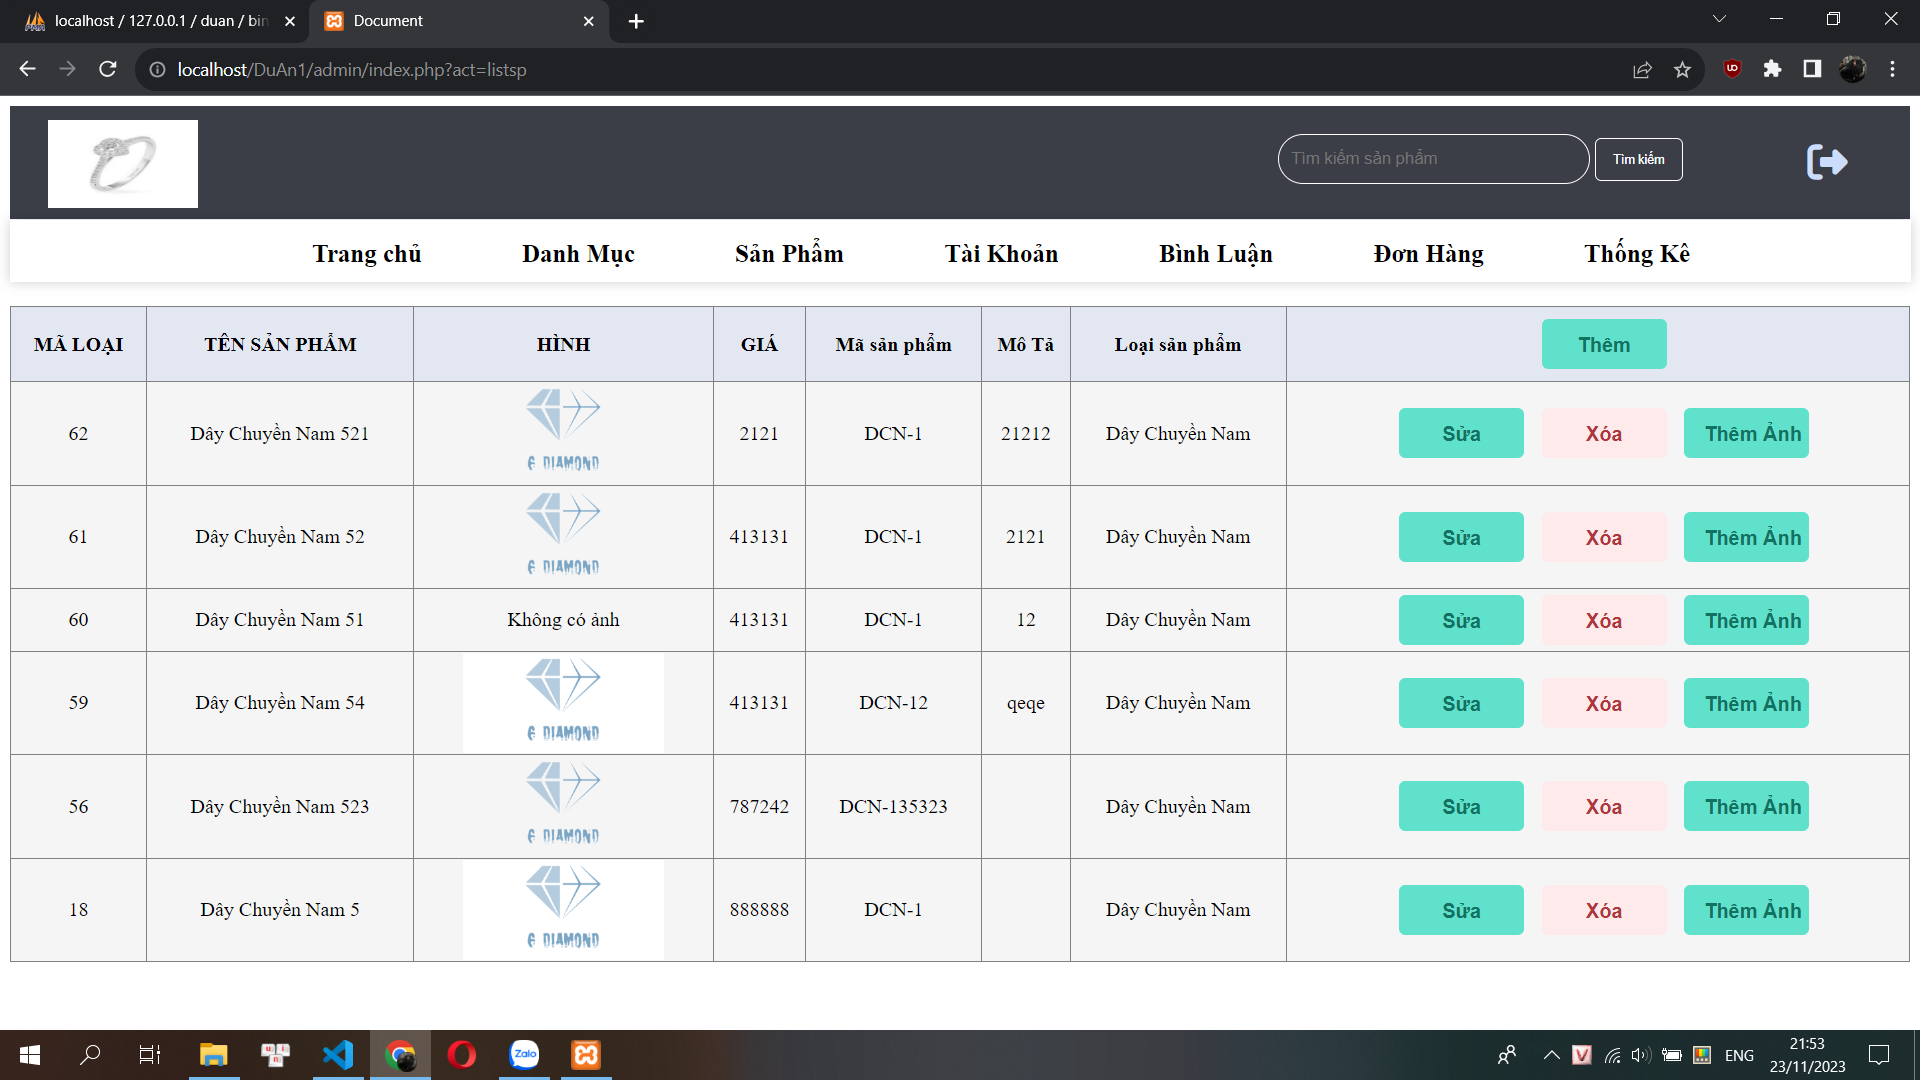 localhost / 127.0.0.1 / duan / bin
Document
localhost/DuAn1/admin/index.php?act=listsp
Tìm kiếm sản phẩm
Tìm kiếm
Trang chủ Danh Mục Sản Phẩm Tài Khoản Bình Luận Đơn Hàng Thống Kê
MÃ LOẠI TÊN SẢN PHẨM HÌNH GIÁ Mã sản phẩm Mô Tả Loại sản phẩm Thêm
62 Dây Chuyền Nam 521 G DIAMOND 2121 DCN-1 21212 Dây Chuyền Nam Sửa Xóa Thêm Ảnh
61 Dây Chuyền Nam 52 G DIAMOND 413131 DCN-1 2121 Dây Chuyền Nam Sửa Xóa Thêm Ảnh
60 Dây Chuyền Nam 51 Không có ảnh 413131 DCN-1 12 Dây Chuyền Nam Sửa Xóa Thêm Ảnh
59 Dây Chuyền Nam 54 G DIAMOND 413131 DCN-12 qeqe Dây Chuyền Nam Sửa Xóa Thêm Ảnh
56 Dây Chuyền Nam 523 G DIAMOND 787242 DCN-135323 Dây Chuyền Nam Sửa Xóa Thêm Ảnh
18 Dây Chuyền Nam 5 G DIAMOND 888888 DCN-1 Dây Chuyền Nam Sửa Xóa Thêm Ảnh
Zalo
ENG
21:53
23/11/2023